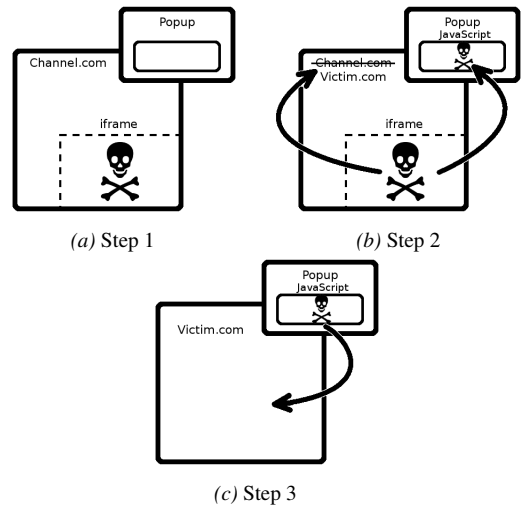 Popup
Channel.com
iframe
(a) Step 1
Popup
JavaScript
Channel.com
Victim.com
iframe
(b) Step 2
Popup
JavaScript
Victim.com
(c) Step 3